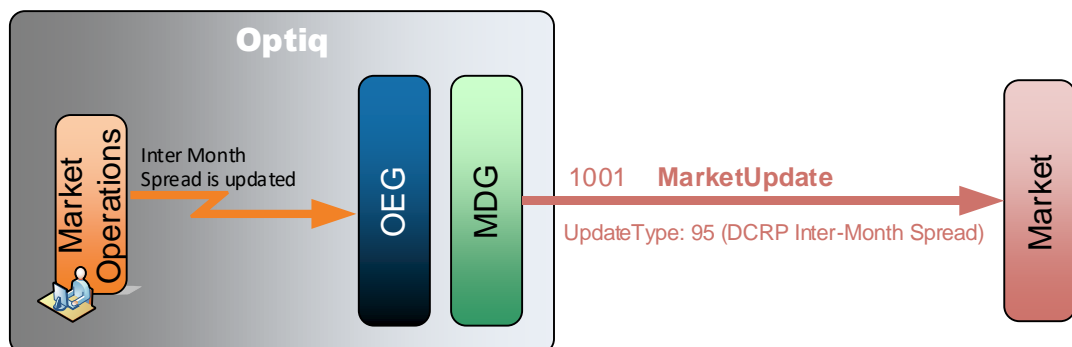 Optiq
Market
Operations
Inter Month
Spread is updated
OEG
MDG
1001 MarketUpdate
UpdateType: 95 (DCRP Inter-Month Spread)
Market